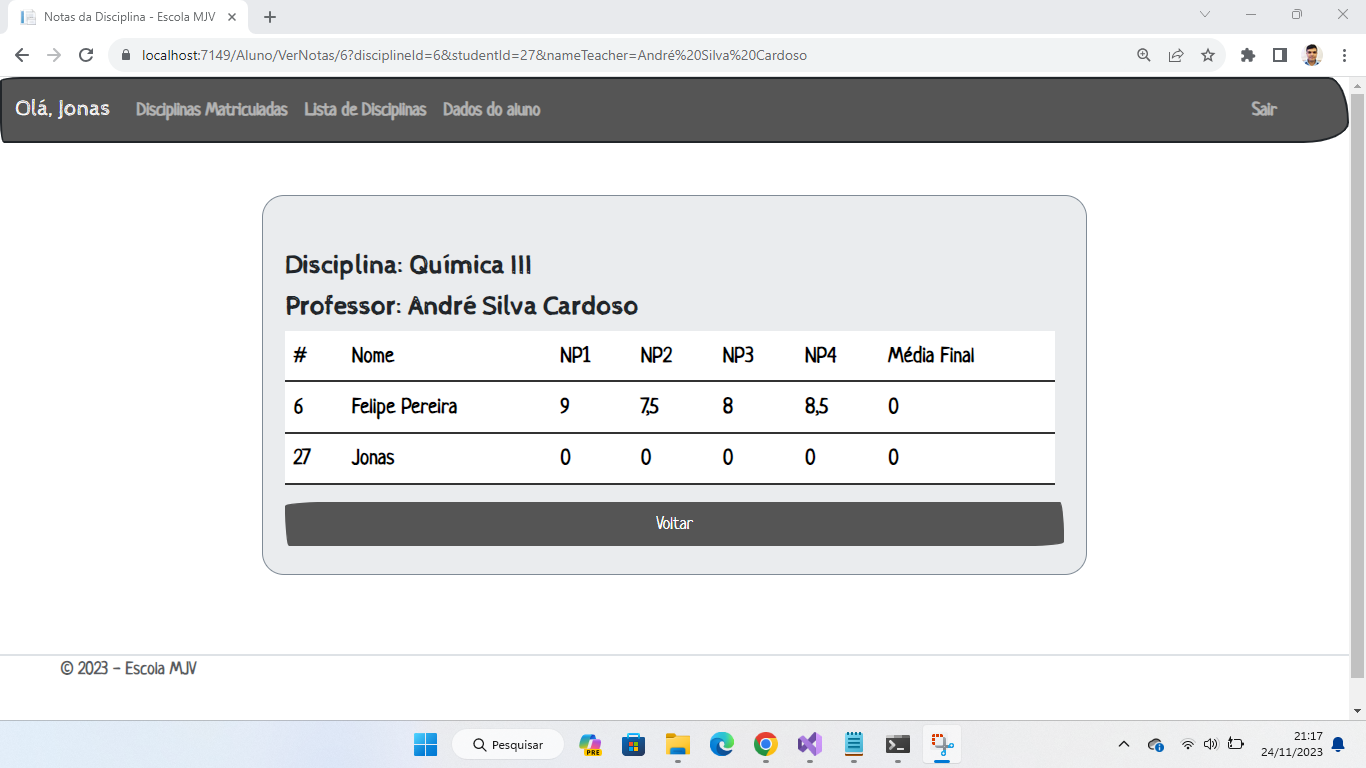 Notas da Disciplina - Escola MJV
localhost:7149/Aluno/VerNotas/6?disciplineId=6&studentId=27&nameTeacher=André%20Silva%20Cardoso
Olá, Jonas Disciplinas Matriculadas Lista de Disciplinas Dados do aluno Sair
Disciplina: Química III
Professor: André Silva Cardoso
# Nome NP1 NP2 NP3 NP4 Média Final
6 Felipe Pereira 9 7,5 8 8,5 0
27 Jonas 0 0 0 0 0
Voltar
© 2023 - Escola MJV
Pesquisar
PRE
21:17
24/11/2023